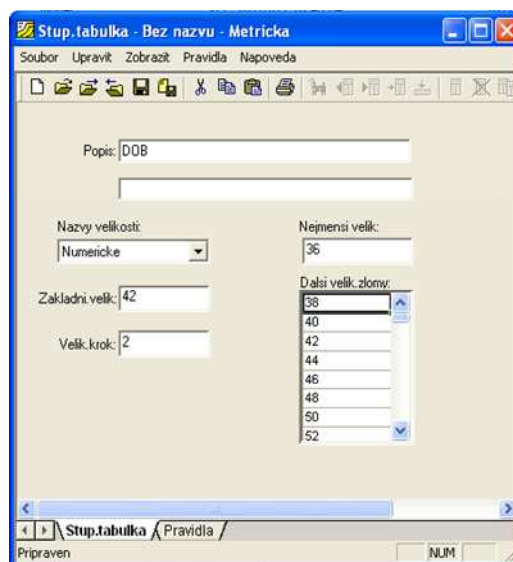 Stup.tabulka - Bez nazvu - Metricka
Soubor Upravit Zobrazit Pravidla Napoveda
Popis: DOB
Nazvy velikosti:
Numericke
Nejmensi velik:
36
Zakladni.velik: 42
Dalsi velik.zlomy:
38
40
42
44
46
48
50
52
Velik.krok: 2
Stup.tabulka Pravidla
Pripraven NUM